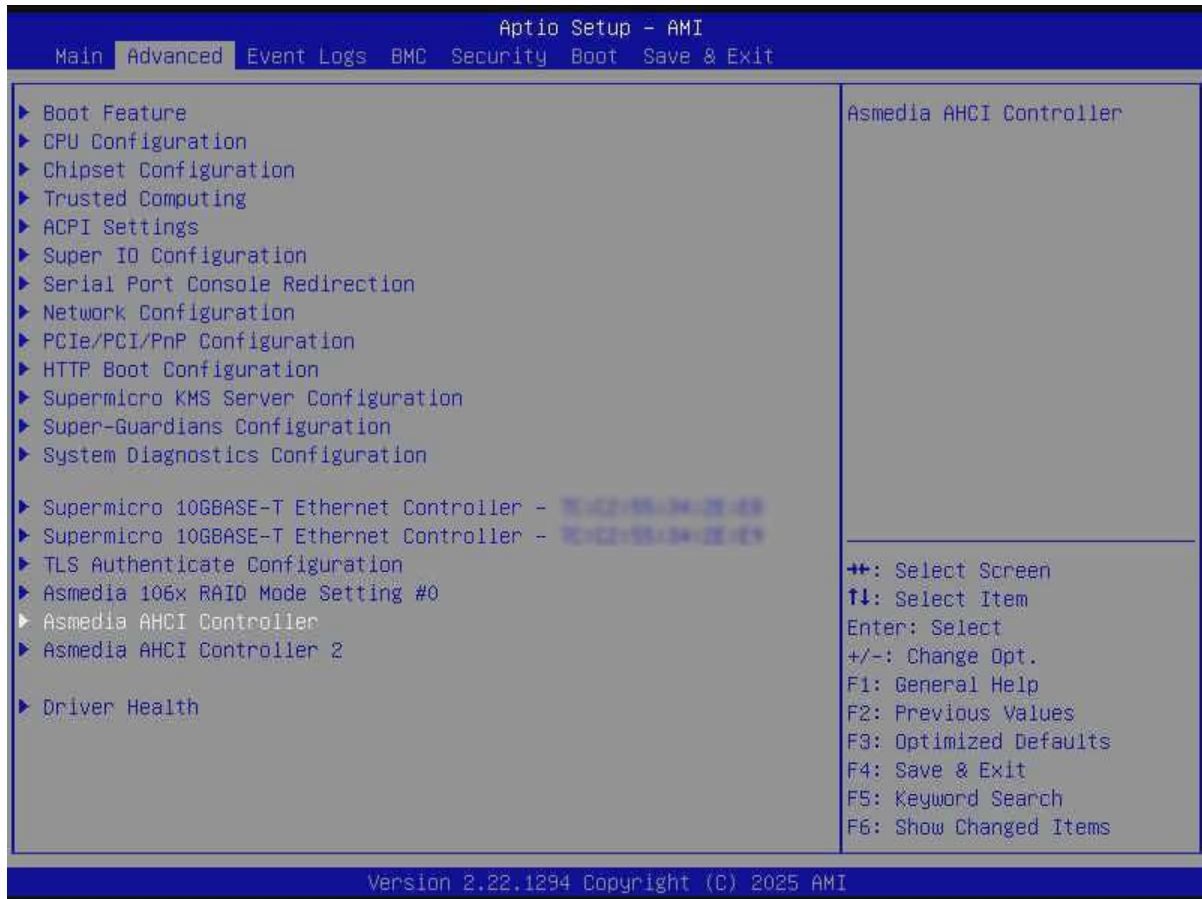 Aptio Setup – AMI
Main Advanced Event Logs BMC Security Boot Save & Exit
▶ Boot Feature
▶ CPU Configuration
▶ Chipset Configuration
▶ Trusted Computing
▶ ACPI Settings
▶ Super IO Configuration
▶ Serial Port Console Redirection
▶ Network Configuration
▶ PCIe/PCI/PnP Configuration
▶ HTTP Boot Configuration
▶ Supermicro KMS Server Configuration
▶ Super-Guardians Configuration
▶ System Diagnostics Configuration
▶ Supermicro 10GBASE-T Ethernet Controller –
▶ Supermicro 10GBASE-T Ethernet Controller –
▶ TLS Authenticate Configuration
▶ Asmedia 106x RAID Mode Setting #0
▶ Asmedia AHCI Controller
▶ Asmedia AHCI Controller 2
▶ Driver Health
Asmedia AHCI Controller
→←: Select Screen
↑↓: Select Item
Enter: Select
+/-: Change Opt.
F1: General Help
F2: Previous Values
F3: Optimized Defaults
F4: Save & Exit
F5: Keyword Search
F6: Show Changed Items
Version 2.22.1294 Copyright (C) 2025 AMI